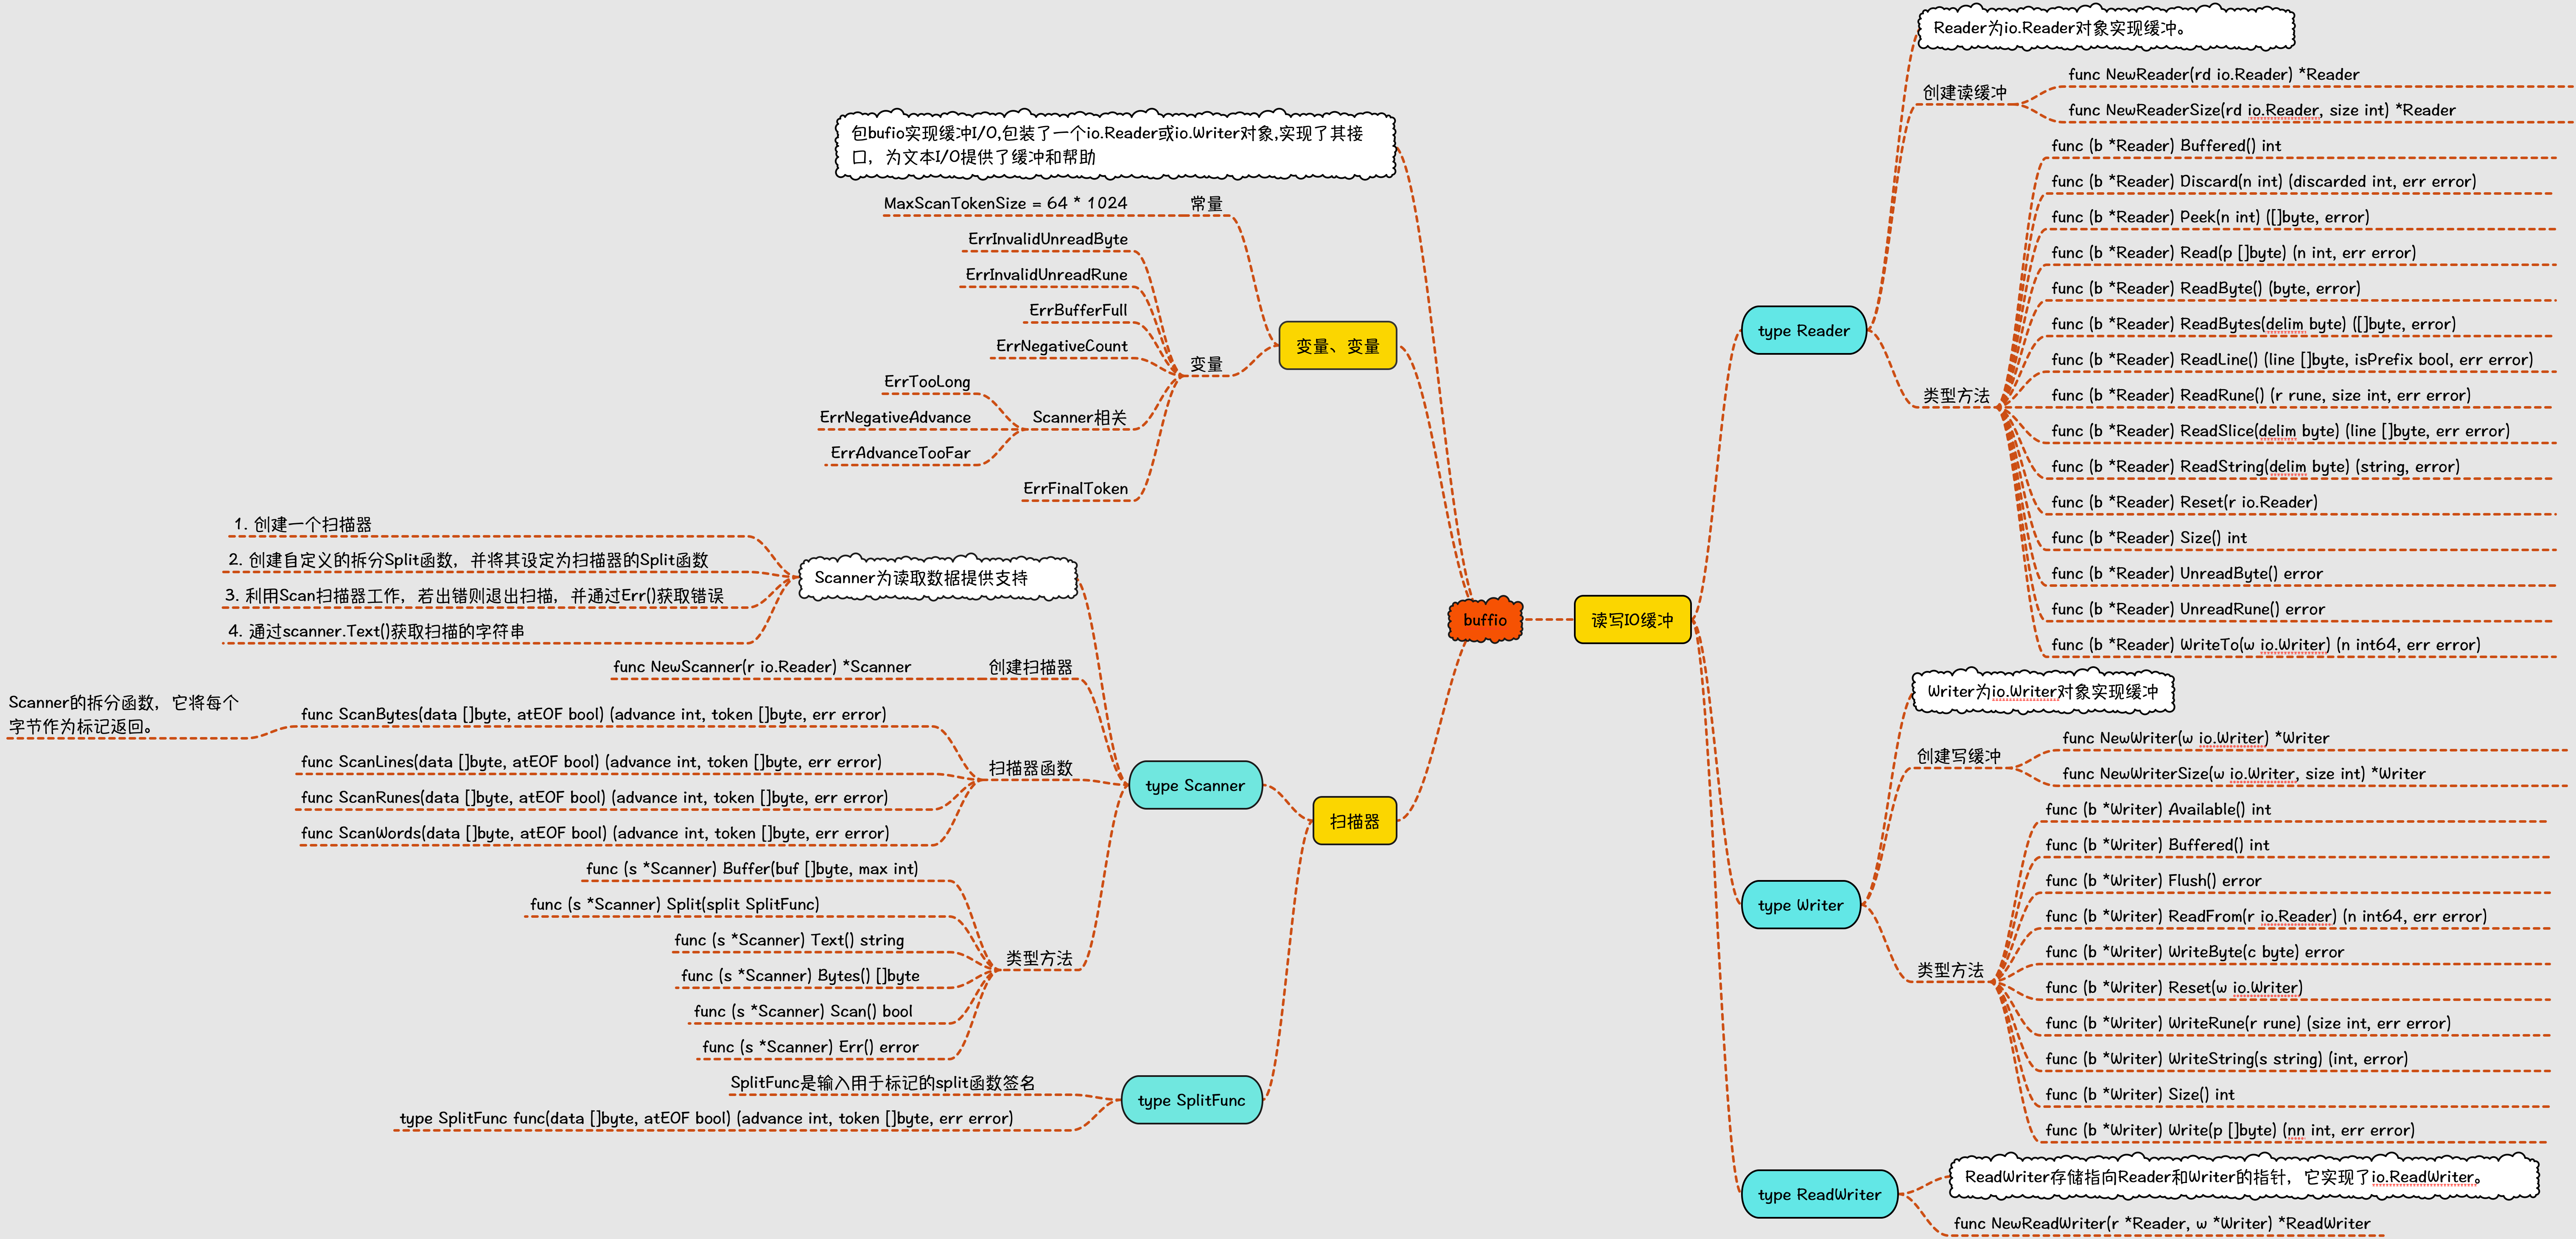 buffio
包bufio实现缓冲I/O,包装了一个io.Reader或io.Writer对象,实现了其接
口，为文本I/O提供了缓冲和帮助
变量、变量
常量
MaxScanTokenSize = 64 * 1024
变量
ErrInvalidUnreadByte
ErrInvalidUnreadRune
ErrBufferFull
ErrNegativeCount
Scanner相关
ErrTooLong
ErrNegativeAdvance
ErrAdvanceTooFar
ErrFinalToken
扫描器
type Scanner
Scanner为读取数据提供支持
1. 创建一个扫描器
2. 创建自定义的拆分Split函数，并将其设定为扫描器的Split函数
3. 利用Scan扫描器工作，若出错则退出扫描，并通过Err()获取错误
4. 通过scanner.Text()获取扫描的字符串
创建扫描器
func NewScanner(r io.Reader) *Scanner
扫描器函数
func ScanBytes(data []byte, atEOF bool) (advance int, token []byte, err error)
Scanner的拆分函数，它将每个
字节作为标记返回。
func ScanLines(data []byte, atEOF bool) (advance int, token []byte, err error)
func ScanRunes(data []byte, atEOF bool) (advance int, token []byte, err error)
func ScanWords(data []byte, atEOF bool) (advance int, token []byte, err error)
类型方法
func (s *Scanner) Buffer(buf []byte, max int)
func (s *Scanner) Split(split SplitFunc)
func (s *Scanner) Text() string
func (s *Scanner) Bytes() []byte
func (s *Scanner) Scan() bool
func (s *Scanner) Err() error
type SplitFunc
SplitFunc是输入用于标记的split函数签名
type SplitFunc func(data []byte, atEOF bool) (advance int, token []byte, err error)
读写IO缓冲
type Reader
Reader为io.Reader对象实现缓冲。
创建读缓冲
func NewReader(rd io.Reader) *Reader
func NewReaderSize(rd io.Reader, size int) *Reader
类型方法
func (b *Reader) Buffered() int
func (b *Reader) Discard(n int) (discarded int, err error)
func (b *Reader) Peek(n int) ([]byte, error)
func (b *Reader) Read(p []byte) (n int, err error)
func (b *Reader) ReadByte() (byte, error)
func (b *Reader) ReadBytes(delim byte) ([]byte, error)
func (b *Reader) ReadLine() (line []byte, isPrefix bool, err error)
func (b *Reader) ReadRune() (r rune, size int, err error)
func (b *Reader) ReadSlice(delim byte) (line []byte, err error)
func (b *Reader) ReadString(delim byte) (string, error)
func (b *Reader) Reset(r io.Reader)
func (b *Reader) Size() int
func (b *Reader) UnreadByte() error
func (b *Reader) UnreadRune() error
func (b *Reader) WriteTo(w io.Writer) (n int64, err error)
type Writer
Writer为io.Writer对象实现缓冲
创建写缓冲
func NewWriter(w io.Writer) *Writer
func NewWriterSize(w io.Writer, size int) *Writer
类型方法
func (b *Writer) Available() int
func (b *Writer) Buffered() int
func (b *Writer) Flush() error
func (b *Writer) ReadFrom(r io.Reader) (n int64, err error)
func (b *Writer) WriteByte(c byte) error
func (b *Writer) Reset(w io.Writer)
func (b *Writer) WriteRune(r rune) (size int, err error)
func (b *Writer) WriteString(s string) (int, error)
func (b *Writer) Size() int
func (b *Writer) Write(p []byte) (nn int, err error)
type ReadWriter
ReadWriter存储指向Reader和Writer的指针，它实现了io.ReadWriter。
func NewReadWriter(r *Reader, w *Writer) *ReadWriter